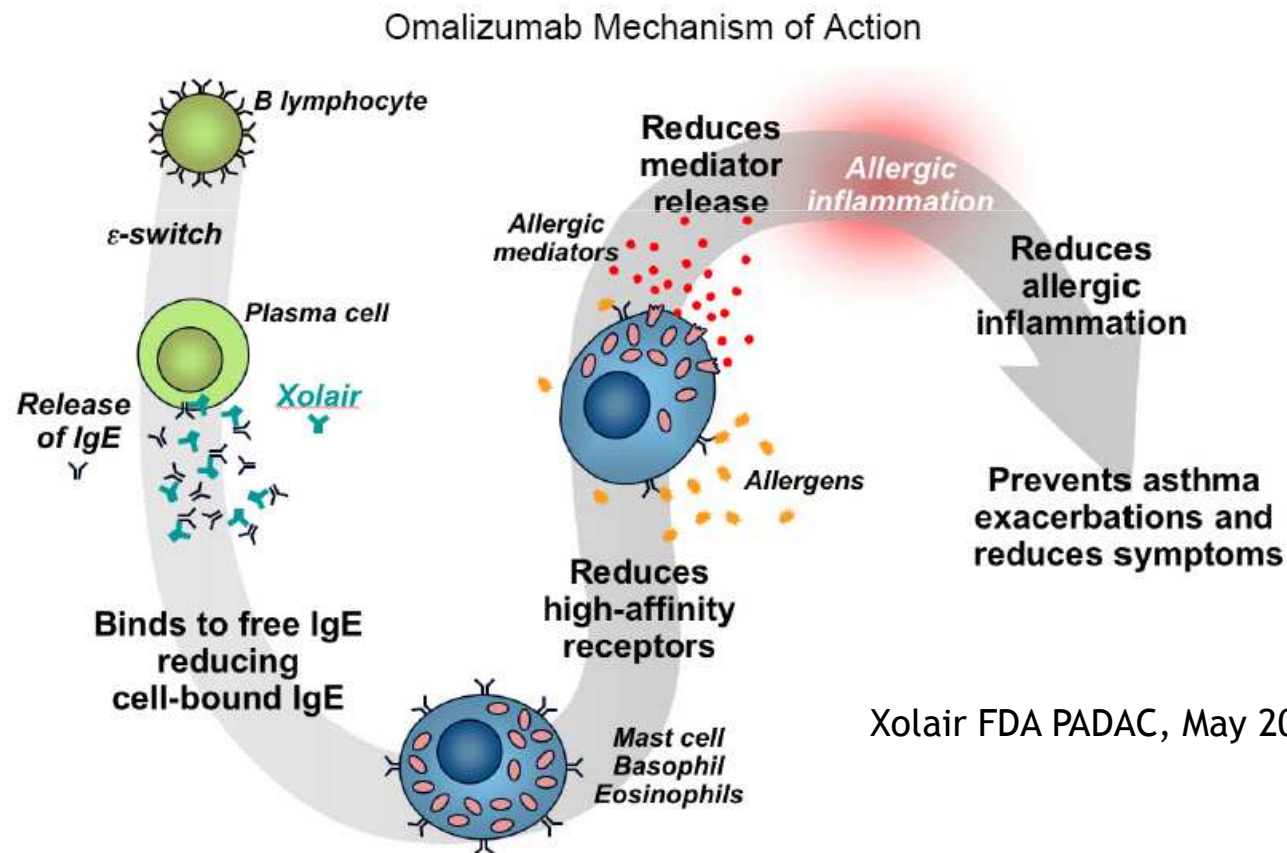 Omalizumab Mechanism of Action
B lymphocyte
ε-switch
Plasma cell
Release
of IgE
Xolair
Binds to free IgE
reducing
cell-bound IgE
Mast cell
Basophil
Eosinophils
Reduces
high-affinity
receptors
Allergens
Allergic
mediators
Reduces
mediator
release
Allergic
inflammation
Reduces
allergic
inflammation
Prevents asthma
exacerbations and
reduces symptoms
Xolair FDA PADAC, May 20